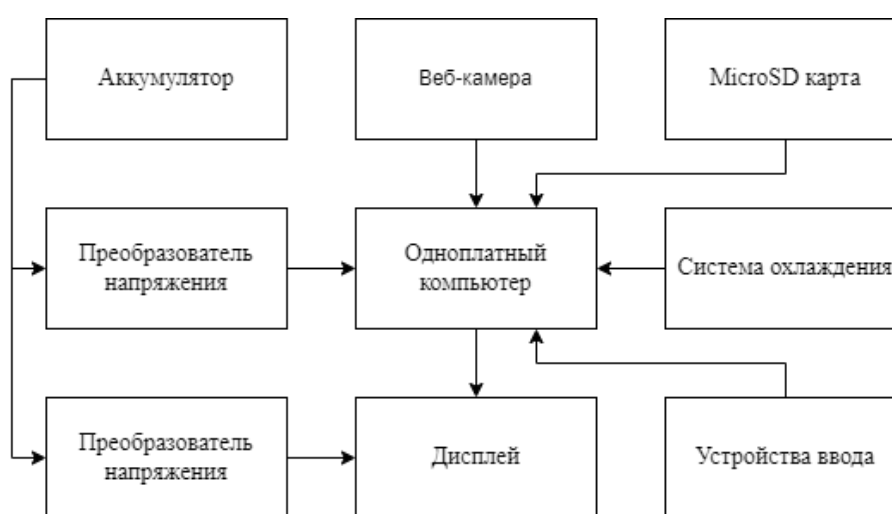 Аккумулятор
Веб-камера
MicroSD карта
Преобразователь
напряжения
Одноплатный
компьютер
Система охлаждения
Преобразователь
напряжения
Дисплей
Устройства ввода